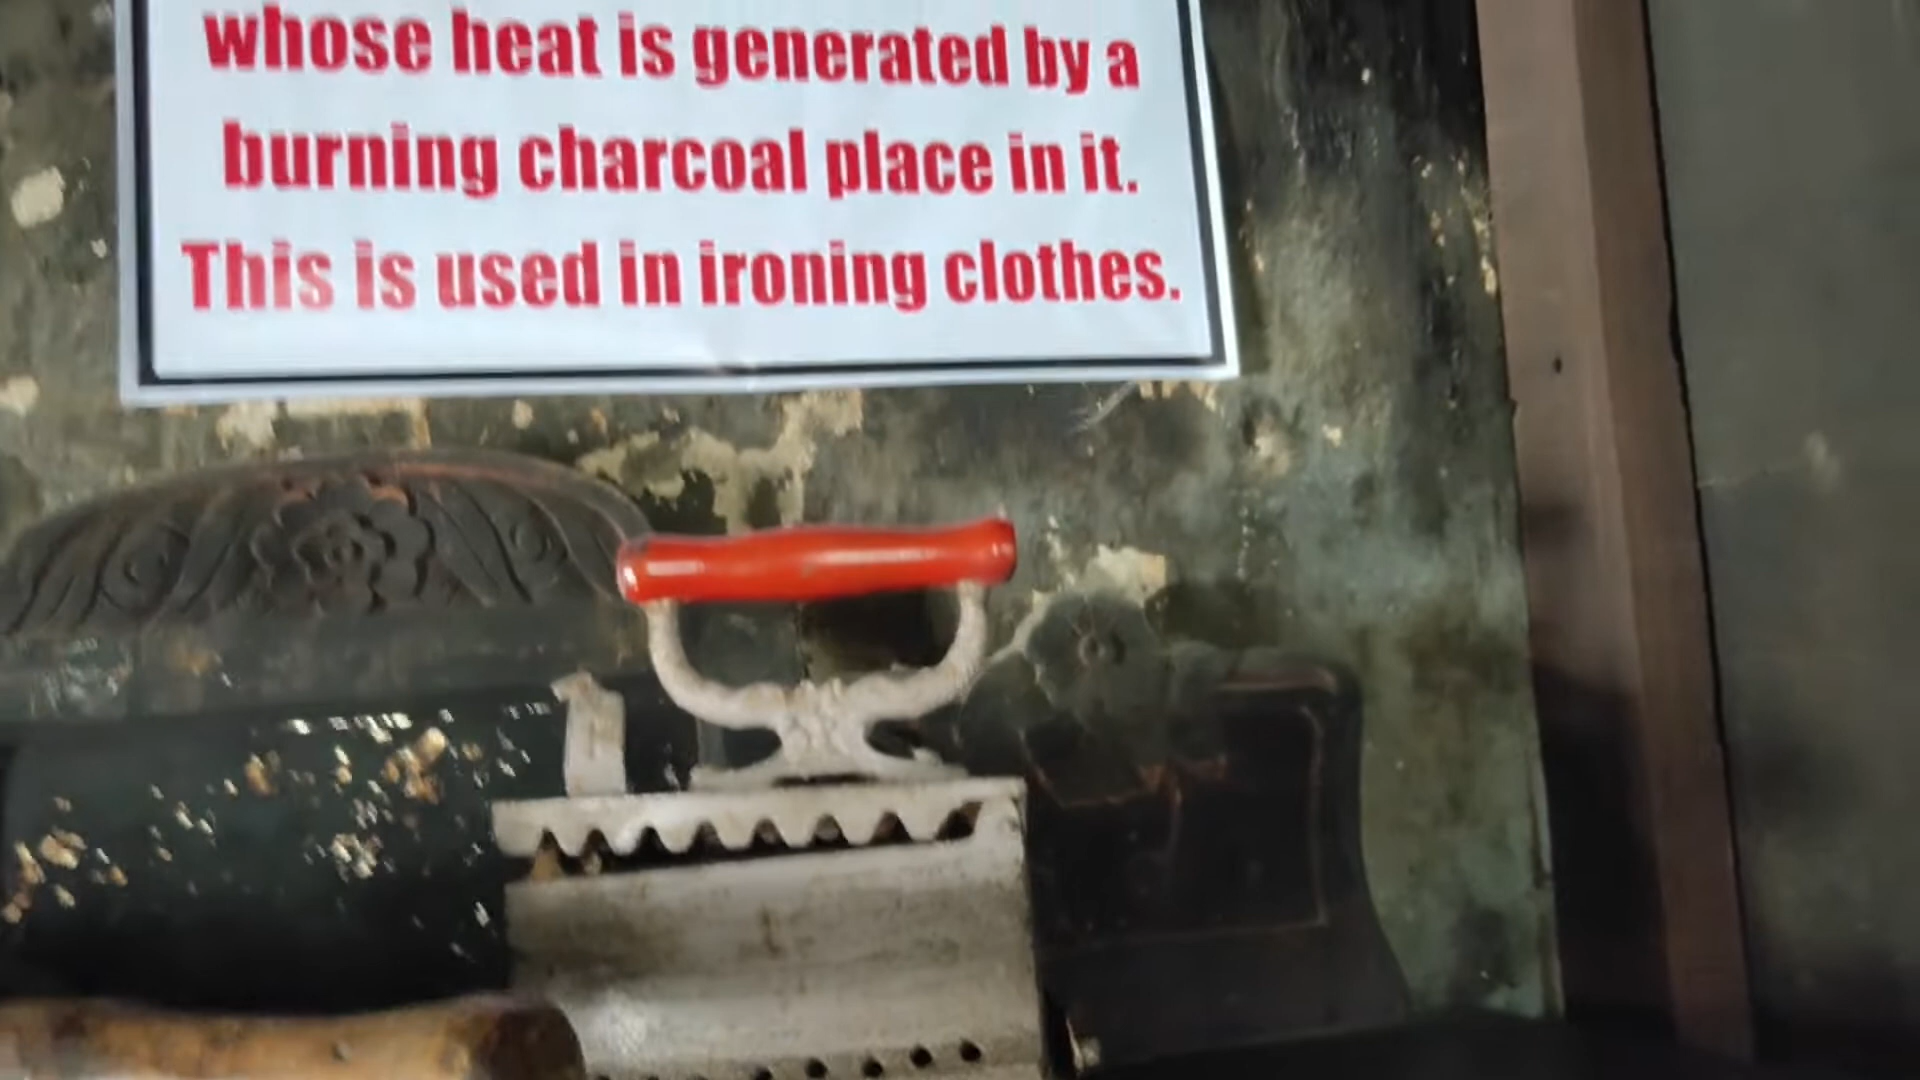 whose heat is generated by a
burning charcoal place in it.
This is used in ironing clothes.